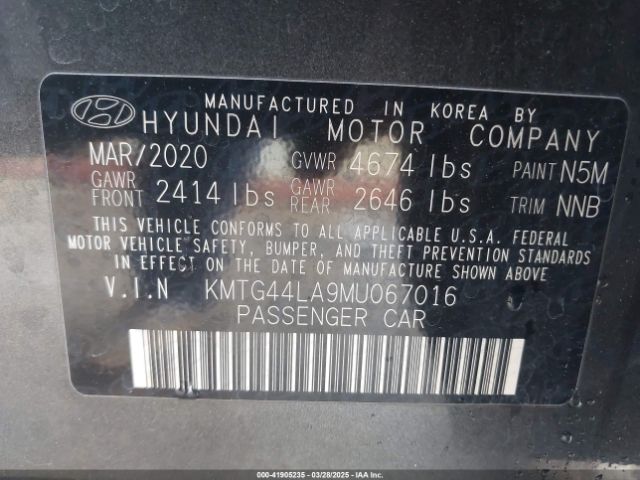 MANUFACTURED IN KOREA BY
HYUNDAI MOTOR COMPANY
MAR/2020 GVWR 4674 lbs PAINT N5M
GAWR FRONT 2414 lbs GAWR REAR 2646 lbs TRIM NNB
THIS VEHICLE CONFORMS TO ALL APPLICABLE U.S.A. FEDERAL
MOTOR VEHICLE SAFETY, BUMPER, AND THEFT PREVENTION STANDARDS
IN EFFECT ON THE DATE OF MANUFACTURE SHOWN ABOVE.
V.I.N KMTG44LA9MU067016
PASSENGER CAR
000-41905235 - 03/28/2025 - IAA Inc.